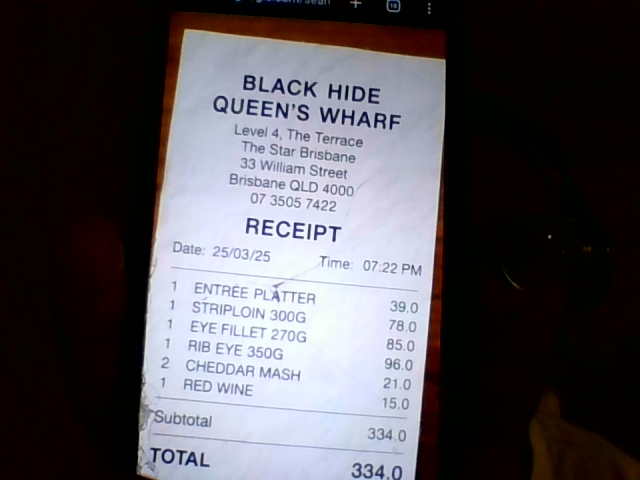 BLACK HIDE
QUEEN'S WHARF
Level 4, The Terrace
The Star Brisbane
33 William Street
Brisbane QLD 4000
07 3505 7422
RECEIPT
Date: 25/03/25 Time: 07:22 PM
1 ENTRÉE PLATTER 39.0
1 STRIPLOIN 300G 78.0
1 EYE FILLET 270G 85.0
1 RIB EYE 350G 96.0
2 CHEDDAR MASH 21.0
1 RED WINE 15.0
Subtotal 334.0
TOTAL 334.0